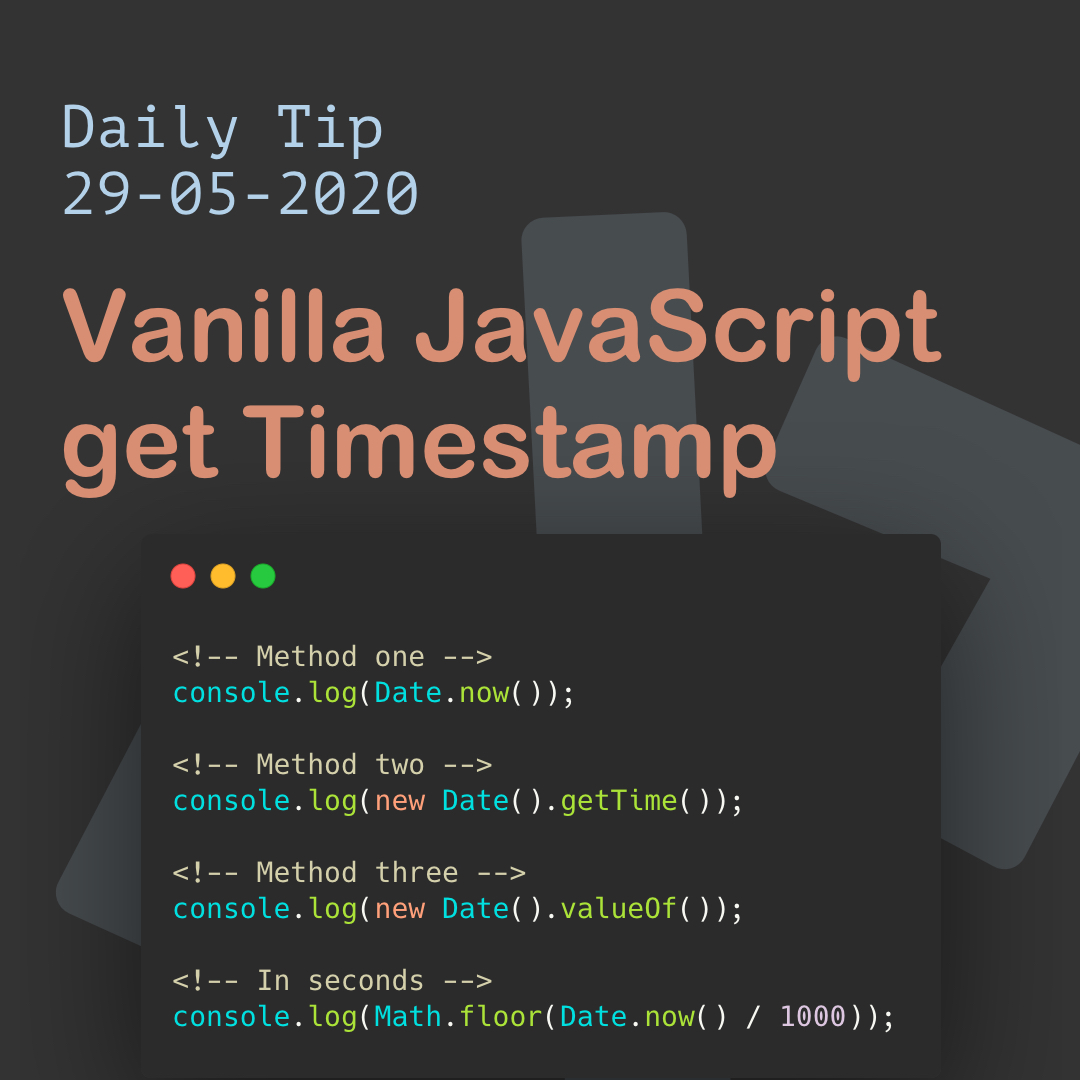 Daily Tip
29-05-2020
Vanilla JavaScript
get Timestamp
<!-- Method one -->
console.log(Date.now());
<!-- Method two -->
console.log(new Date().getTime());
<!-- Method three -->
console.log(new Date().valueOf());
<!-- In seconds -->
console.log(Math.floor(Date.now() / 1000));